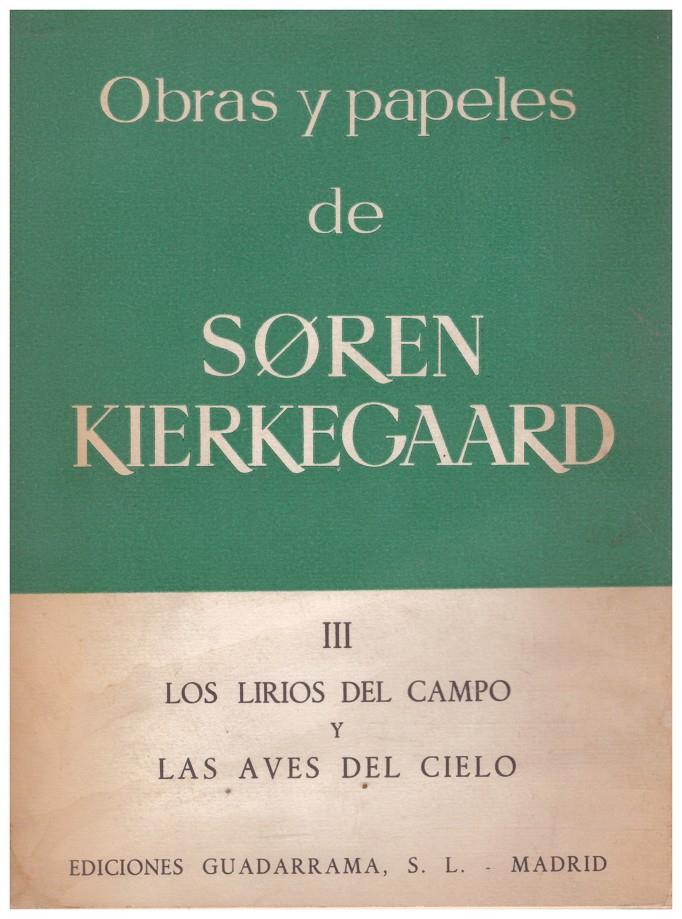 Obras y papeles
de
SØREN
KIERKEGAARD
III
LOS LIRIOS DEL CAMPO
Y
LAS AVES DEL CIELO
EDICIONES GUADARRAMA, S. L. - MADRID